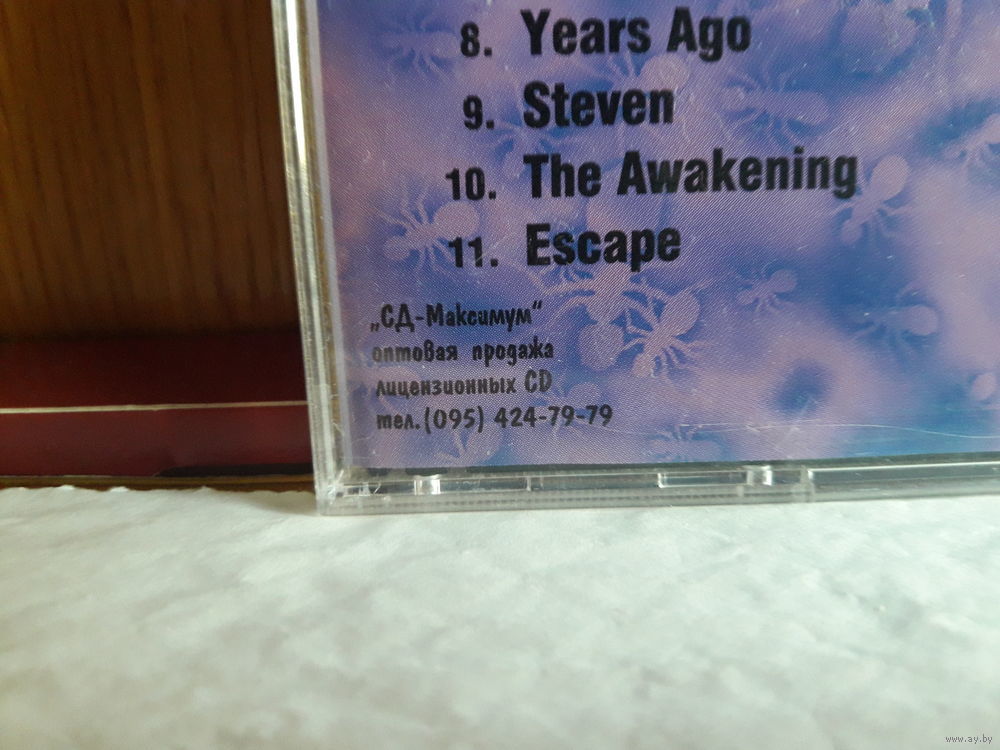 8. Years Ago
9. Steven
10. The Awakening
11. Escape
„СД-Максимум“
оптовая продажа
лицензионных CD
тел.(095) 424-79-79
www.ay.by